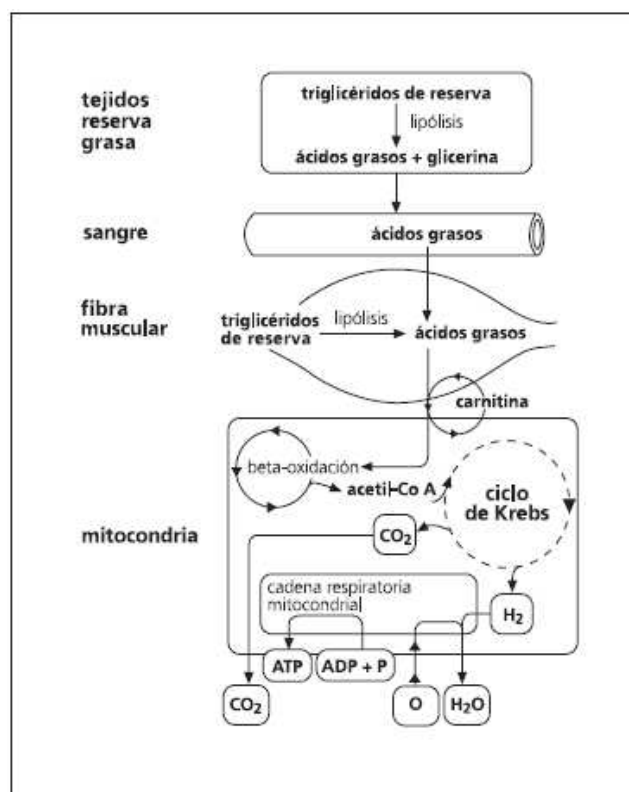 tejidos
reserva
grasa
triglicéridos de reserva
lipólisis
ácidos grasos + glicerina
sangre
ácidos grasos
fibra
muscular
triglicéridos
de reserva
lipólisis
ácidos grasos
carnitina
mitocondria
beta-oxidación
acetil-Co A
ciclo
de Krebs
CO₂
cadena respiratoria
mitocondrial
H₂
ATP
ADP + P
CO₂
O
H₂O